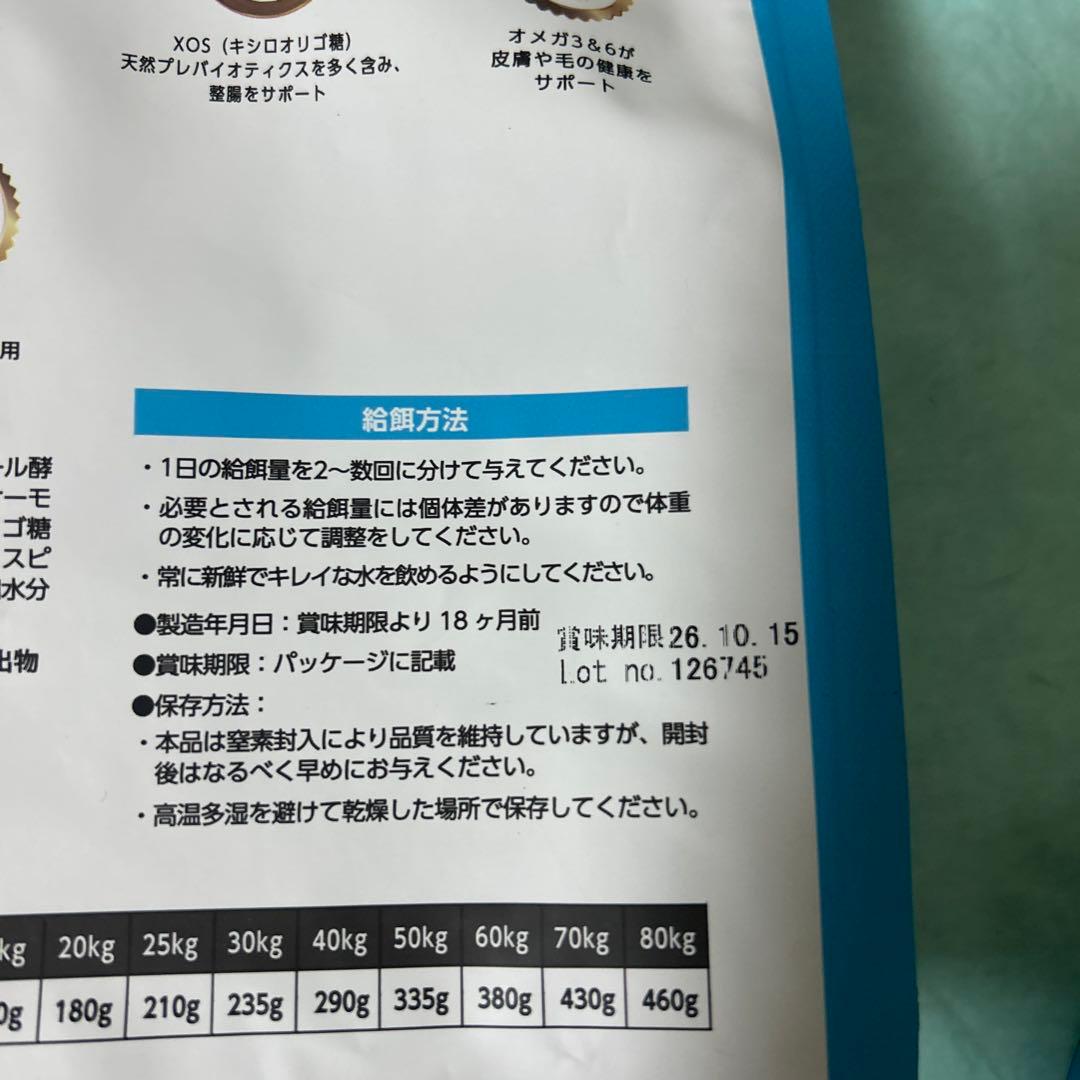 XOS（キシロオリゴ糖）
天然プレバイオティクスを多く含み、
整腸をサポート
オメガ3＆6が
皮膚や毛の健康を
サポート
用
ール酵
ーモ
ゴ糖
スピ
水分
出物
給餌方法
・1日の給餌量を2～数回に分けて与えてください。
・必要とされる給餌量には個体差がありますので体重
の変化に応じて調整をしてください。
・常に新鮮でキレイな水を飲めるようにしてください。
●製造年月日：賞味期限より 18 ヶ月前
●賞味期限：パッケージに記載
賞味期限 26.10.15
Lot no. 126745
●保存方法：
・本品は窒素封入により品質を維持していますが、開封
後はなるべく早めにお与えください。
・高温多湿を避けて乾燥した場所で保存してください。
kg 20kg 25kg 30kg 40kg 50kg 60kg 70kg 80kg
0g 180g 210g 235g 290g 335g 380g 430g 460g